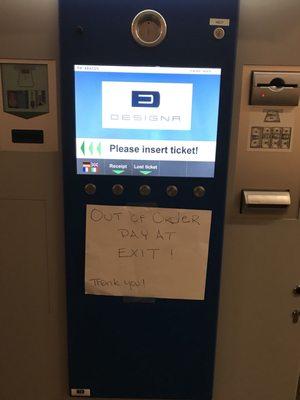 DESIGNA
Please insert ticket!
Receipt
Lost ticket
OUT OF ORDER
PAY AT
EXIT!
Thank you!